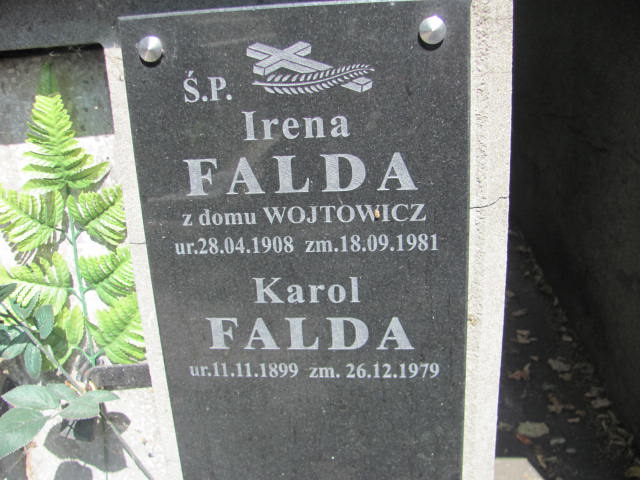 Ś.P.
Irena
FALDA
z domu WOJTOWICZ
ur.28.04.1908 zm.18.09.1981
Karol
FALDA
ur.11.11.1899 zm. 26.12.1979